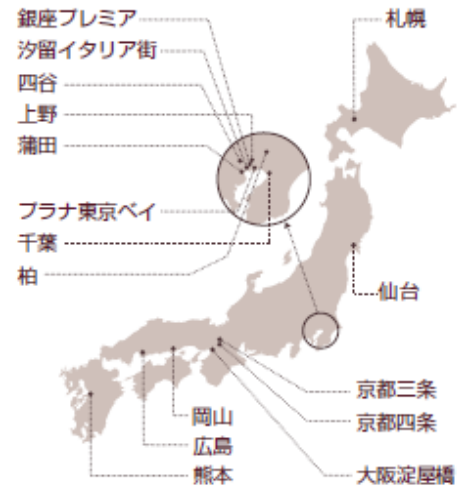 銀座プレミア
汐留イタリア街
四谷
上野
蒲田
プラナ東京ベイ
千葉
柏
札幌
仙台
京都三条
京都四条
大阪淀屋橋
岡山
広島
熊本